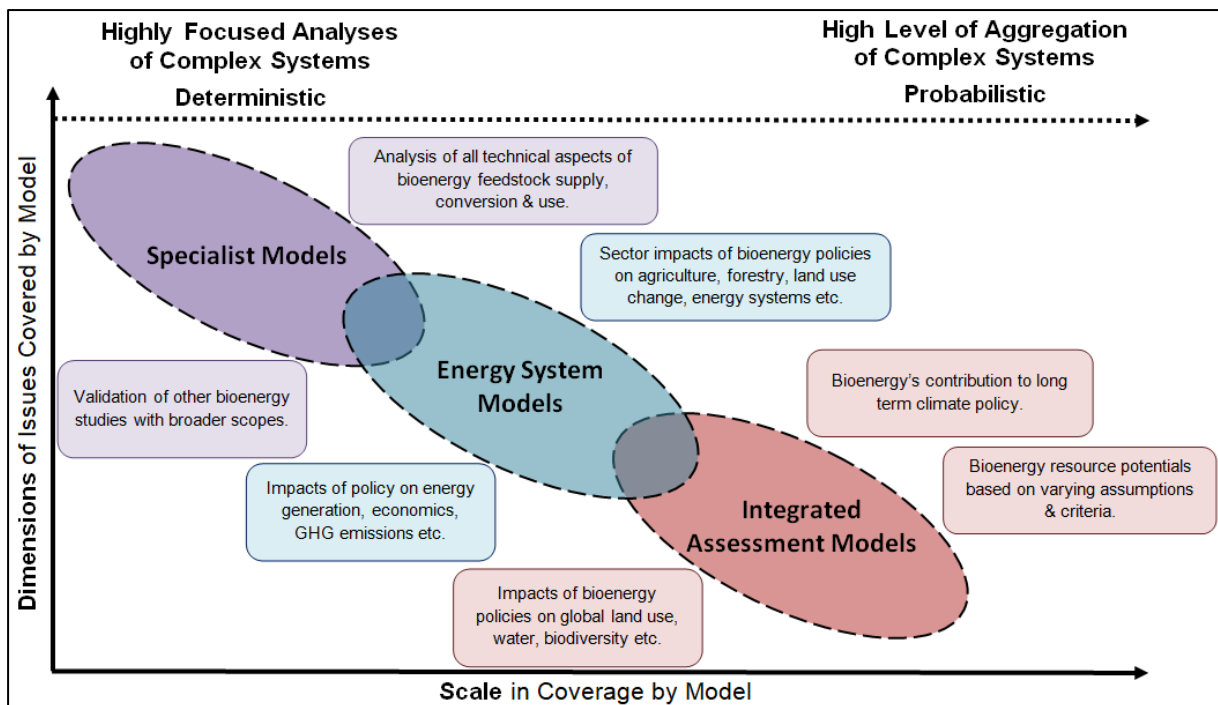 Highly Focused Analyses
of Complex Systems
Deterministic
High Level of Aggregation
of Complex Systems
Probabilistic
Dimensions of Issues Covered by Model
Analysis of all technical aspects of
bioenergy feedstock supply,
conversion & use.
Specialist Models
Sector impacts of bioenergy policies
on agriculture, forestry, land use
change, energy systems etc.
Validation of other bioenergy
studies with broader scopes.
Energy System
Models
Bioenergy's contribution to long
term climate policy.
Impacts of policy on energy
generation, economics,
GHG emissions etc.
Bioenergy resource potentials
based on varying assumptions
& criteria.
Integrated
Assessment Models
Impacts of bioenergy
policies on global land use,
water, biodiversity etc.
Scale in Coverage by Model